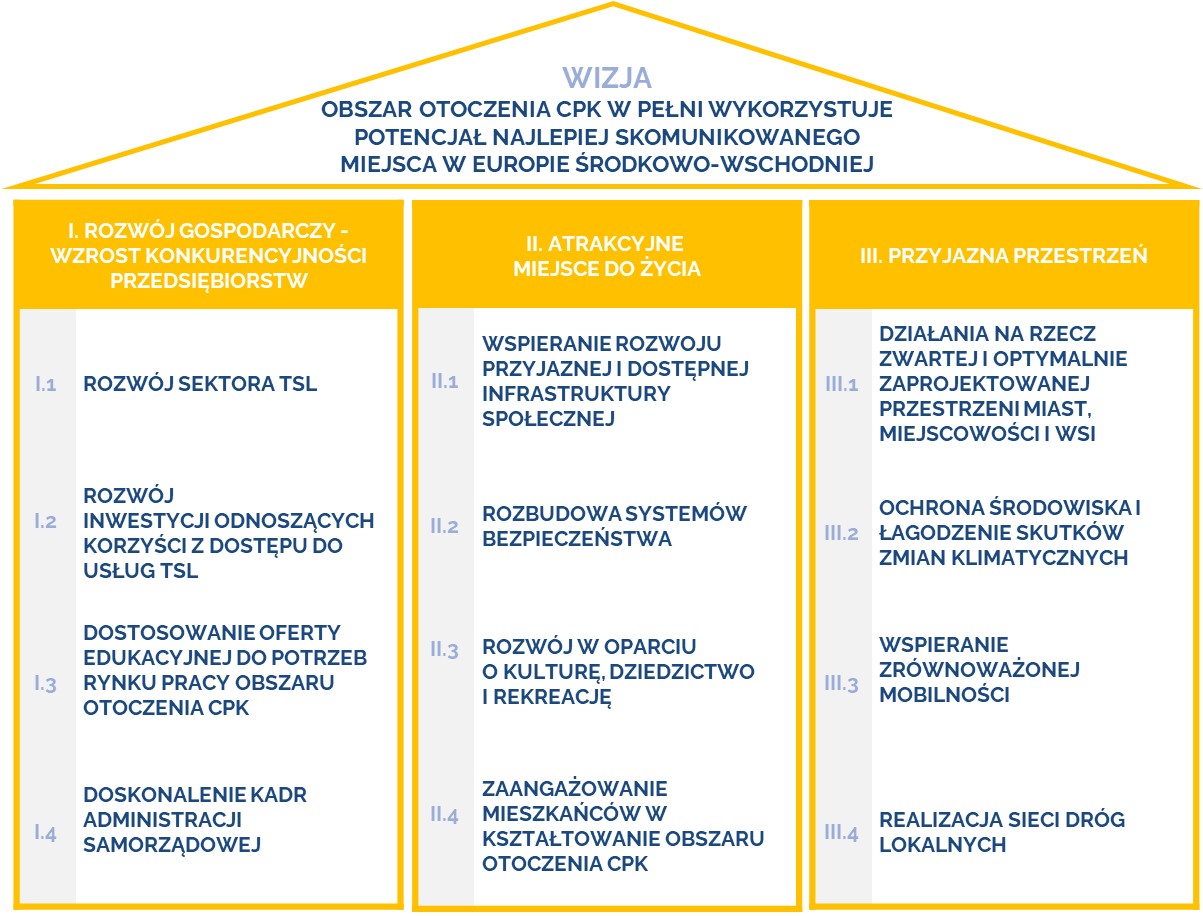 WIZJA
OBSZAR OTOCZENIA CPK W PEŁNI WYKORZYSTUJE
POTENCJAŁ NAJLEPIEJ SKOMUNIKOWANEGO
MIEJSCA W EUROPIE ŚRODKOWO-WSCHODNIEJ
I. ROZWÓJ GOSPODARCZY -
WZROST KONKURENCYJNOŚCI
PRZEDSIĘBIORSTW
I.1
ROZWÓJ SEKTORA TSL
I.2
ROZWÓJ
INWESTYCJI ODNOSZĄCYCH
KORZYŚCI Z DOSTĘPU DO
USŁUG TSL
I.3
DOSTOSOWANIE OFERTY
EDUKACYJNEJ DO POTRZEB
RYNKU PRACY OBSZARU
OTOCZENIA CPK
I.4
DOSKONALENIE KADR
ADMINISTRACJI
SAMORZĄDOWEJ
II. ATRAKCYJNE
MIEJSCE DO ŻYCIA
II.1
WSPIERANIE ROZWOJU
PRZYJAZNEJ I DOSTĘPNEJ
INFRASTRUKTURY
SPOŁECZNEJ
II.2
ROZBUDOWA SYSTEMÓW
BEZPIECZEŃSTWA
II.3
ROZWÓJ W OPARCIU
O KULTURĘ, DZIEDZICTWO
I REKREACJĘ
II.4
ZAANGAŻOWANIE
MIESZKAŃCÓW W
KSZTAŁTOWANIE OBSZARU
OTOCZENIA CPK
III. PRZYJAZNA PRZESTRZEŃ
III.1
DZIAŁANIA NA RZECZ
ZWARTEJ I OPTYMALNIE
ZAPROJEKTOWANEJ
PRZESTRZENI MIAST,
MIEJSCOWOŚCI I WSI
III.2
OCHRONA ŚRODOWISKA I
ŁAGODZENIE SKUTKÓW
ZMIAN KLIMATYCZNYCH
III.3
WSPIERANIE
ZRÓWNOWAŻONEJ
MOBILNOŚCI
III.4
REALIZACJA SIECI DRÓG
LOKALNYCH